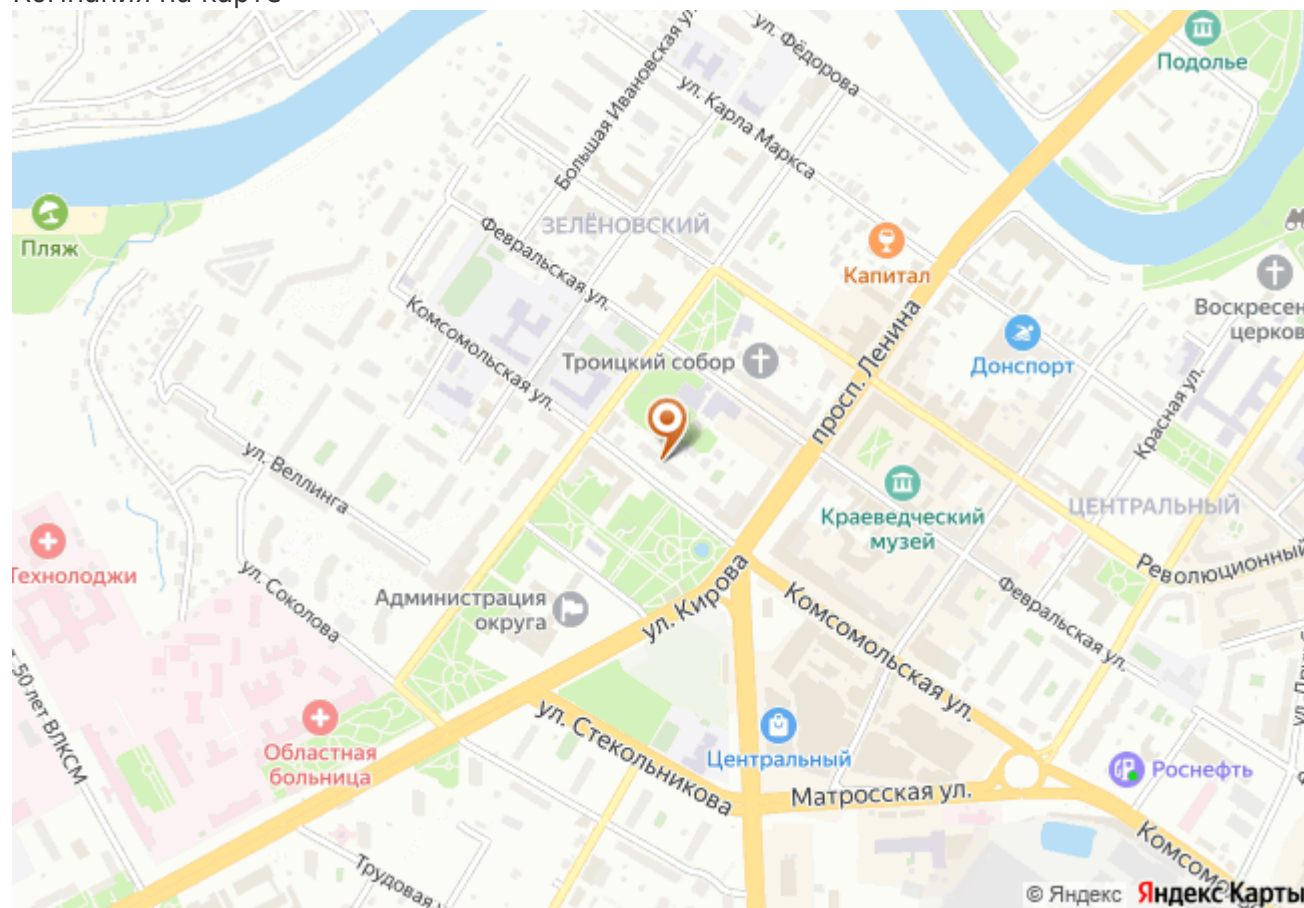 Компания на карте
ул. Фёдорова
Подолье
Большая Ивановская ул.
ул. Карла Маркса
ЗЕЛЁНОВСКИЙ
Пляж
Февральская ул.
Капитал
Воскресен
церков
Комсомольская ул.
Троицкий собор
просп. Ленина
Донспорт
Красная ул.
ул. Веллинга
Краеведческий
музей
ЦЕНТРАЛЬНЫЙ
Технолоджи
Революционный
ул. Соколова
Администрация
округа
ул. Кирова
Комсомольская ул.
Февральская ул.
50 лет ВЛКСМ
Областная
больница
ул. Стекольникова
Центральный
Роснефть
Матросская ул.
Трудовая
© Яндекс Яндекс Карты